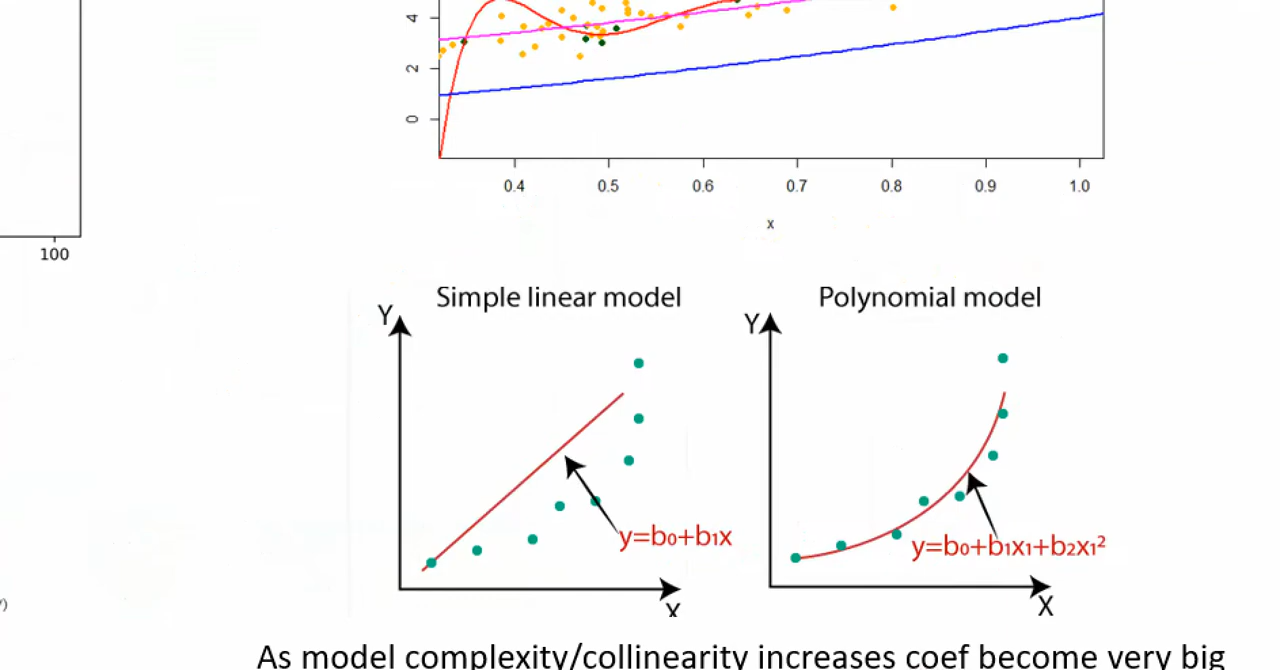 4
2
0
0.4 0.5 0.6 0.7 0.8 0.9 1.0
x
100
Simple linear model
Polynomial model
Y
Y
y=b₀+b₁x
y=b₀+b₁x₁+b₂x₁²
X
X
As model complexity/collinearity increases coef become very big